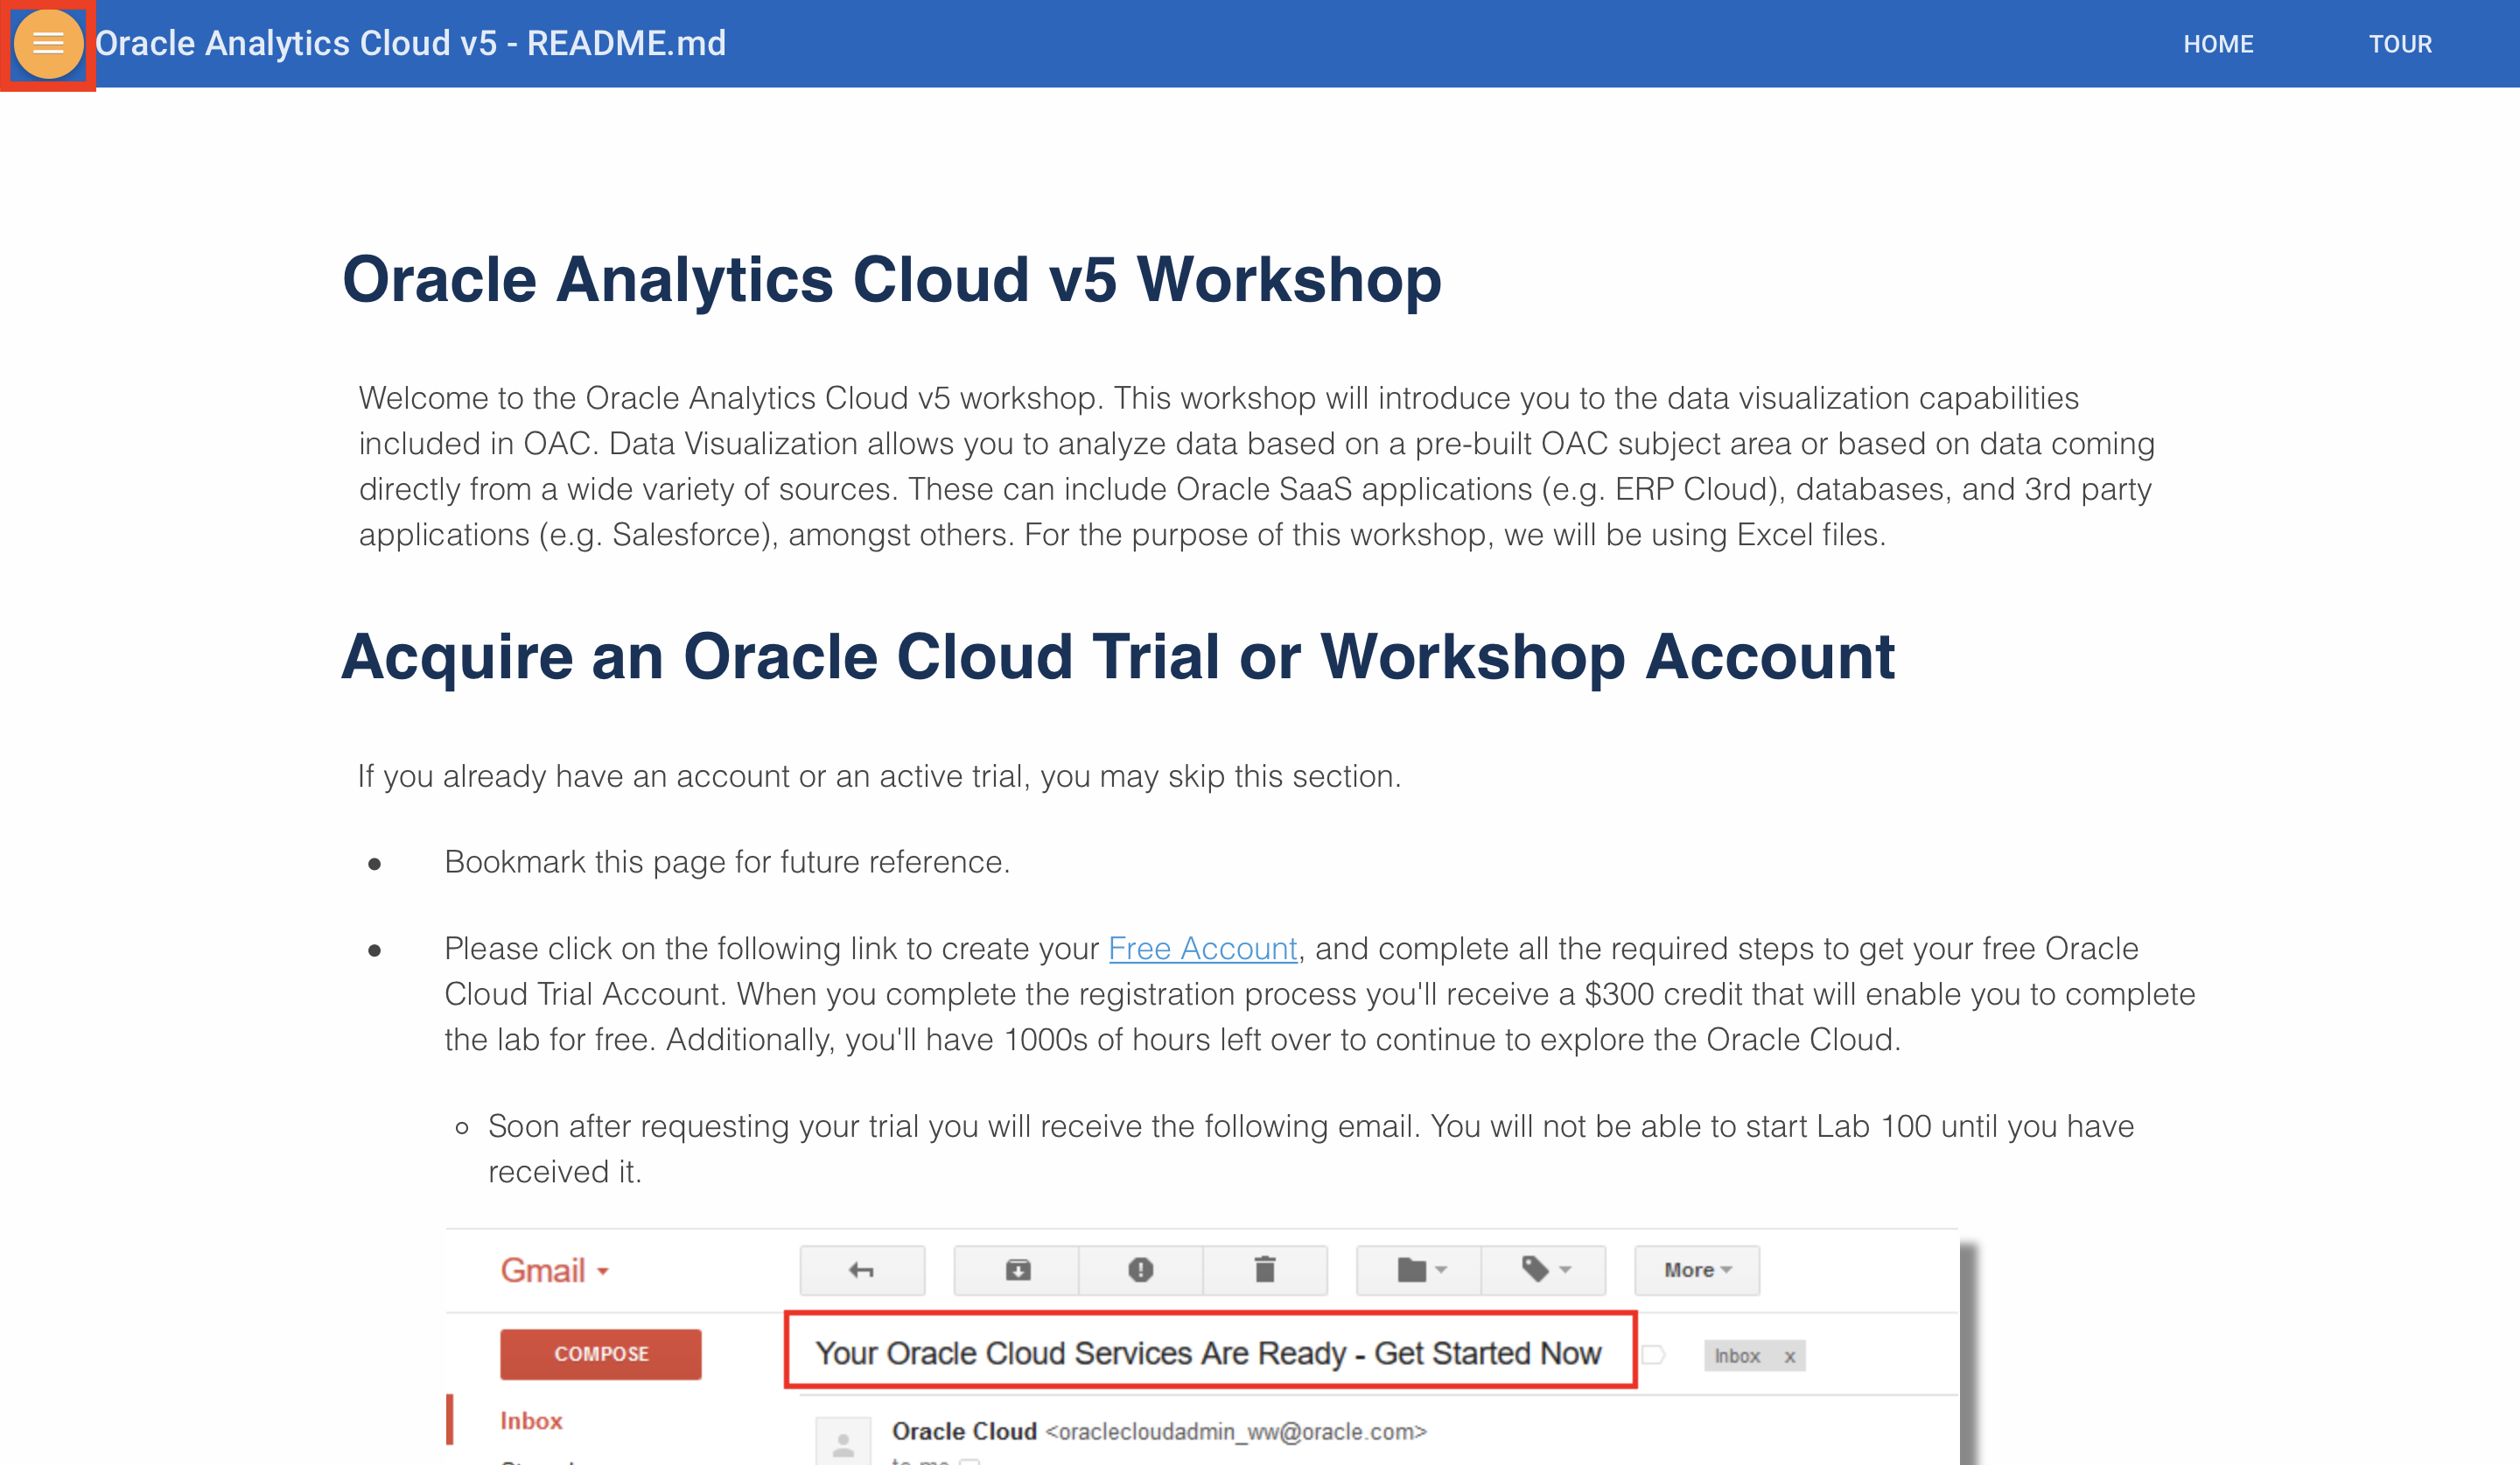 Oracle Analytics Cloud v5 - README.md
HOME
TOUR
Oracle Analytics Cloud v5 Workshop
Welcome to the Oracle Analytics Cloud v5 workshop. This workshop will introduce you to the data visualization capabilities
included in OAC. Data Visualization allows you to analyze data based on a pre-built OAC subject area or based on data coming
directly from a wide variety of sources. These can include Oracle SaaS applications (e.g. ERP Cloud), databases, and 3rd party
applications (e.g. Salesforce), amongst others. For the purpose of this workshop, we will be using Excel files.
Acquire an Oracle Cloud Trial or Workshop Account
If you already have an account or an active trial, you may skip this section.
● Bookmark this page for future reference.
● Please click on the following link to create your Free Account, and complete all the required steps to get your free Oracle
Cloud Trial Account. When you complete the registration process you'll receive a $300 credit that will enable you to complete
the lab for free. Additionally, you'll have 1000s of hours left over to continue to explore the Oracle Cloud.
○ Soon after requesting your trial you will receive the following email. You will not be able to start Lab 100 until you have
received it.
Gmail
More
COMPOSE
Your Oracle Cloud Services Are Ready - Get Started Now
Inbox x
Inbox
Oracle Cloud <oraclecloudadmin_ww@oracle.com>